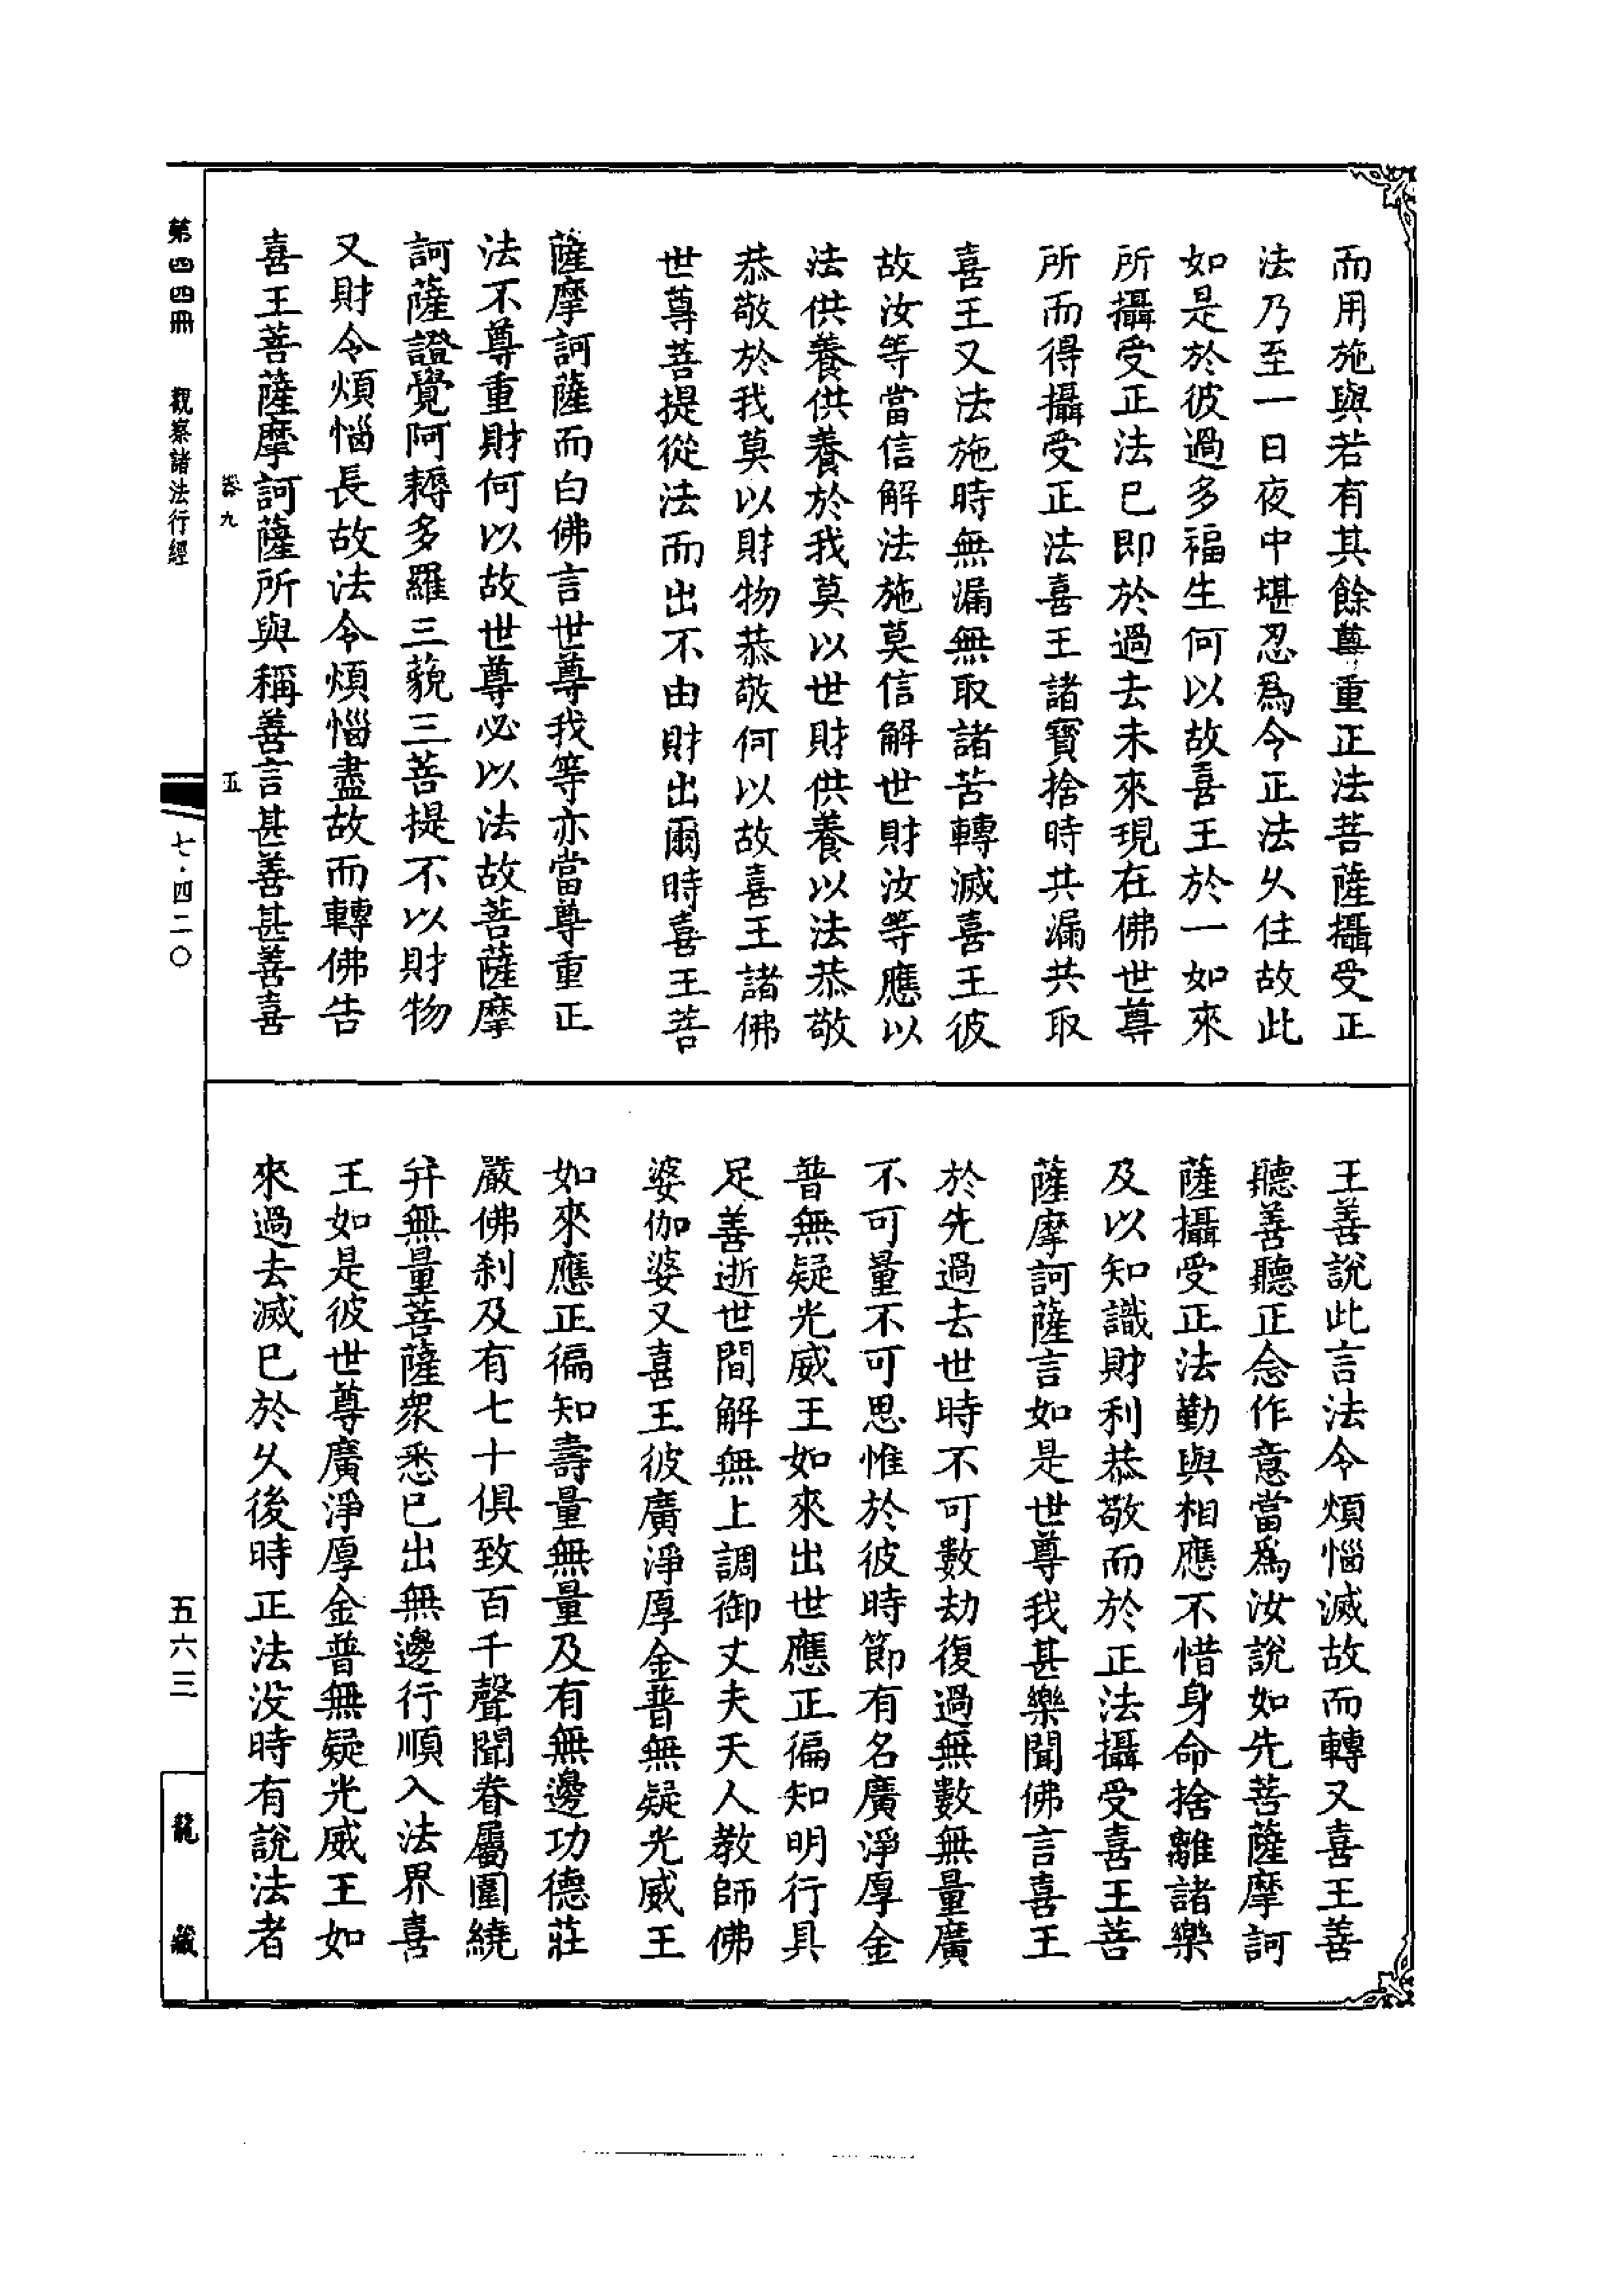 而用施與若有其餘尊重正法菩薩攝受正
法乃至一日夜中堪忍爲令正法久住故此
如是於彼過多福生何以故喜王於一如來
所攝受正法已即於過去未來現在佛世尊
所而得攝受正法喜王諸寶捨時共漏共取
喜王又法施時無漏無取諸苦轉滅喜王彼
故汝等當信解法施莫信解世財汝等應以
法供養供養於我莫以世財供養以法恭敬
恭敬於我莫以財物恭敬何以故喜王諸佛
世尊菩提從法而出不由財出爾時喜王菩
薩摩訶薩而白佛言世尊我等亦當尊重正
法不尊重財何以故世尊必以法故菩薩摩
訶薩證覺阿耨多羅三藐三菩提不以財物
又財令煩惱長故法令煩惱盡故而轉佛告
喜王菩薩摩訶薩所與稱善言甚善甚善喜
王善說此言法令煩惱滅故而轉又喜王善
聽善聽正念作意當爲汝說如先菩薩摩訶
薩攝受正法勤與相應不惜身命捨離諸樂
及以知識財利恭敬而於正法攝受喜王菩
薩摩訶薩言如是世尊我甚樂聞佛言喜王
於先過去世時不可數劫復過無數無量廣
不可量不可思惟於彼時節有名廣淨厚金
普無疑光威王如來出世應正徧知明行具
足善逝世間解無上調御丈夫天人教師佛
婆伽婆又喜王彼廣淨厚金普無疑光威王
如來應正徧知壽量無量及有無邊功德莊
嚴佛剎及有七十俱致百千聲聞眷屬圍繞
并無量菩薩衆悉已出無邊行順入法界喜
王如是彼世尊廣淨厚金普無疑光威王如
來過去滅已於久後時正法沒時有說法者
器九
五
第四四冊
觀察諸法行經
七·四二〇
五六三
龍藏